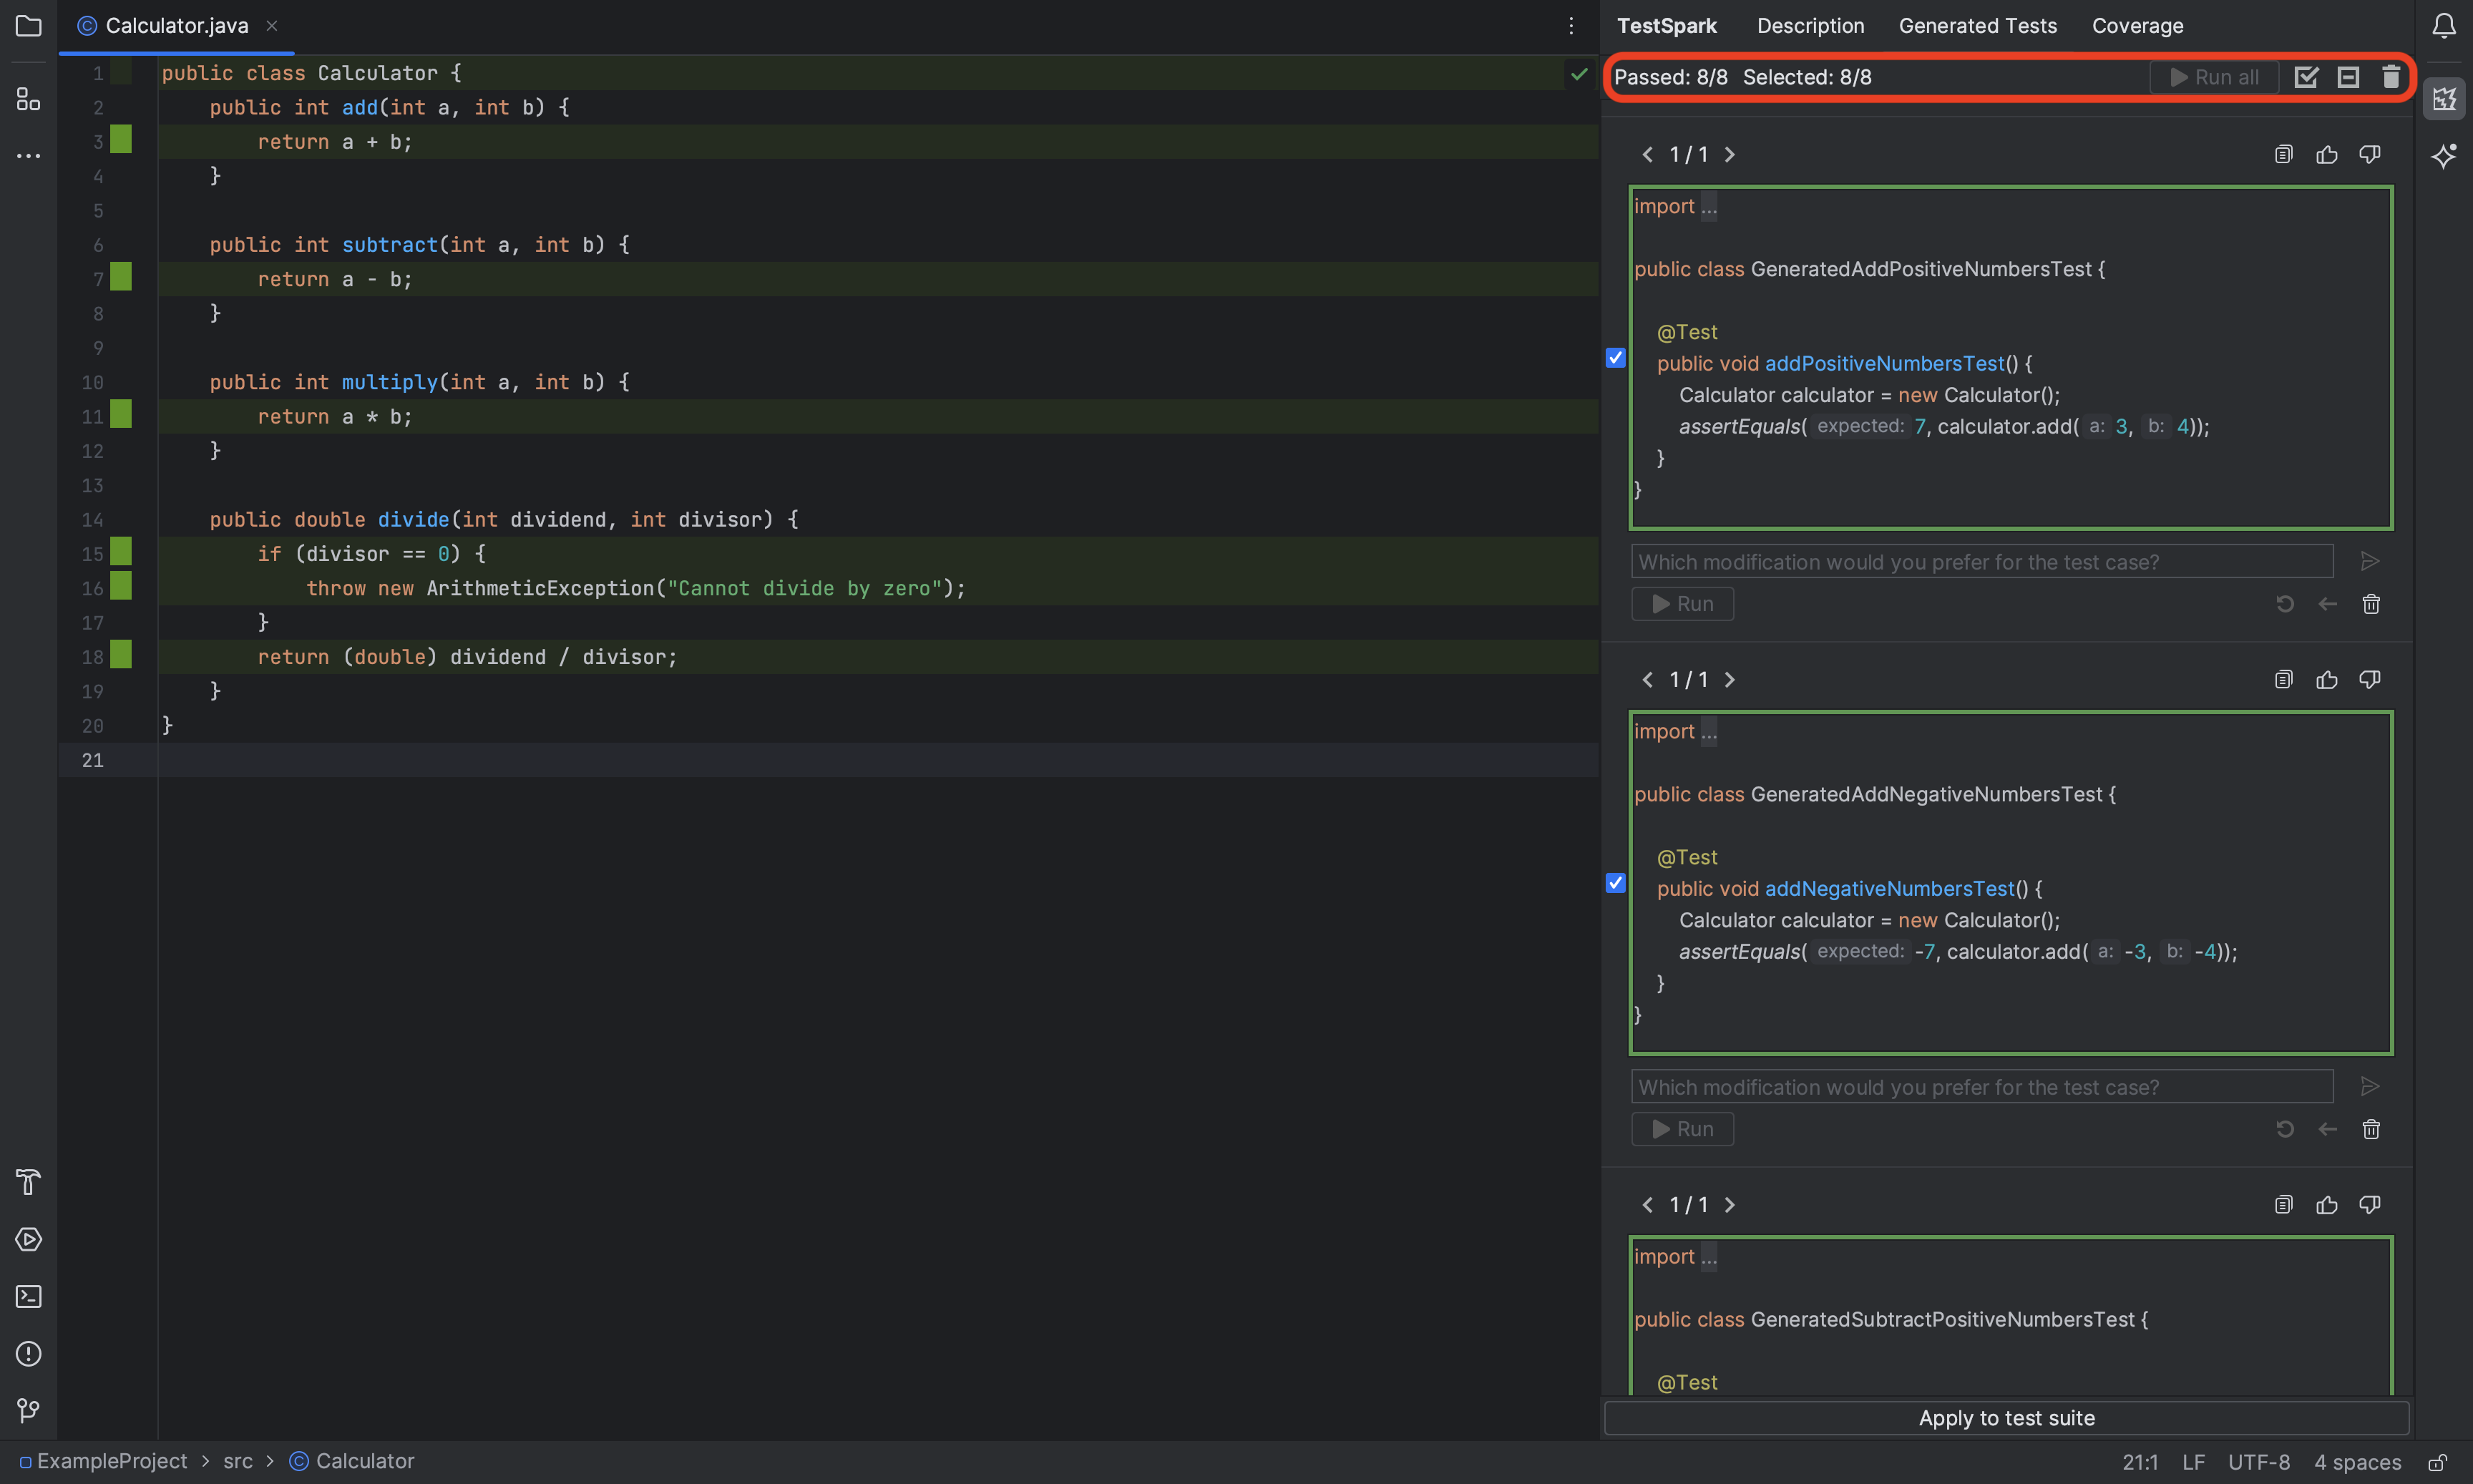 Calculator.java
1 public class Calculator {
2 public int add(int a, int b) {
3 return a + b;
4 }
5
6 public int subtract(int a, int b) {
7 return a - b;
8 }
9
10 public int multiply(int a, int b) {
11 return a * b;
12 }
13
14 public double divide(int dividend, int divisor) {
15 if (divisor == 0) {
16 throw new ArithmeticException("Cannot divide by zero");
17 }
18 return (double) dividend / divisor;
19 }
20 }
21
TestSpark Description Generated Tests Coverage
Passed: 8/8 Selected: 8/8 Run all
1 / 1
import ...
public class GeneratedAddPositiveNumbersTest {
@Test
public void addPositiveNumbersTest() {
Calculator calculator = new Calculator();
assertEquals( expected: 7, calculator.add( a: 3, b: 4));
}
}
Which modification would you prefer for the test case?
Run
1 / 1
import ...
public class GeneratedAddNegativeNumbersTest {
@Test
public void addNegativeNumbersTest() {
Calculator calculator = new Calculator();
assertEquals( expected: -7, calculator.add( a: -3, b: -4));
}
}
Which modification would you prefer for the test case?
Run
1 / 1
import ...
public class GeneratedSubtractPositiveNumbersTest {
@Test
Apply to test suite
ExampleProject > src > Calculator
21:1 LF UTF-8 4 spaces